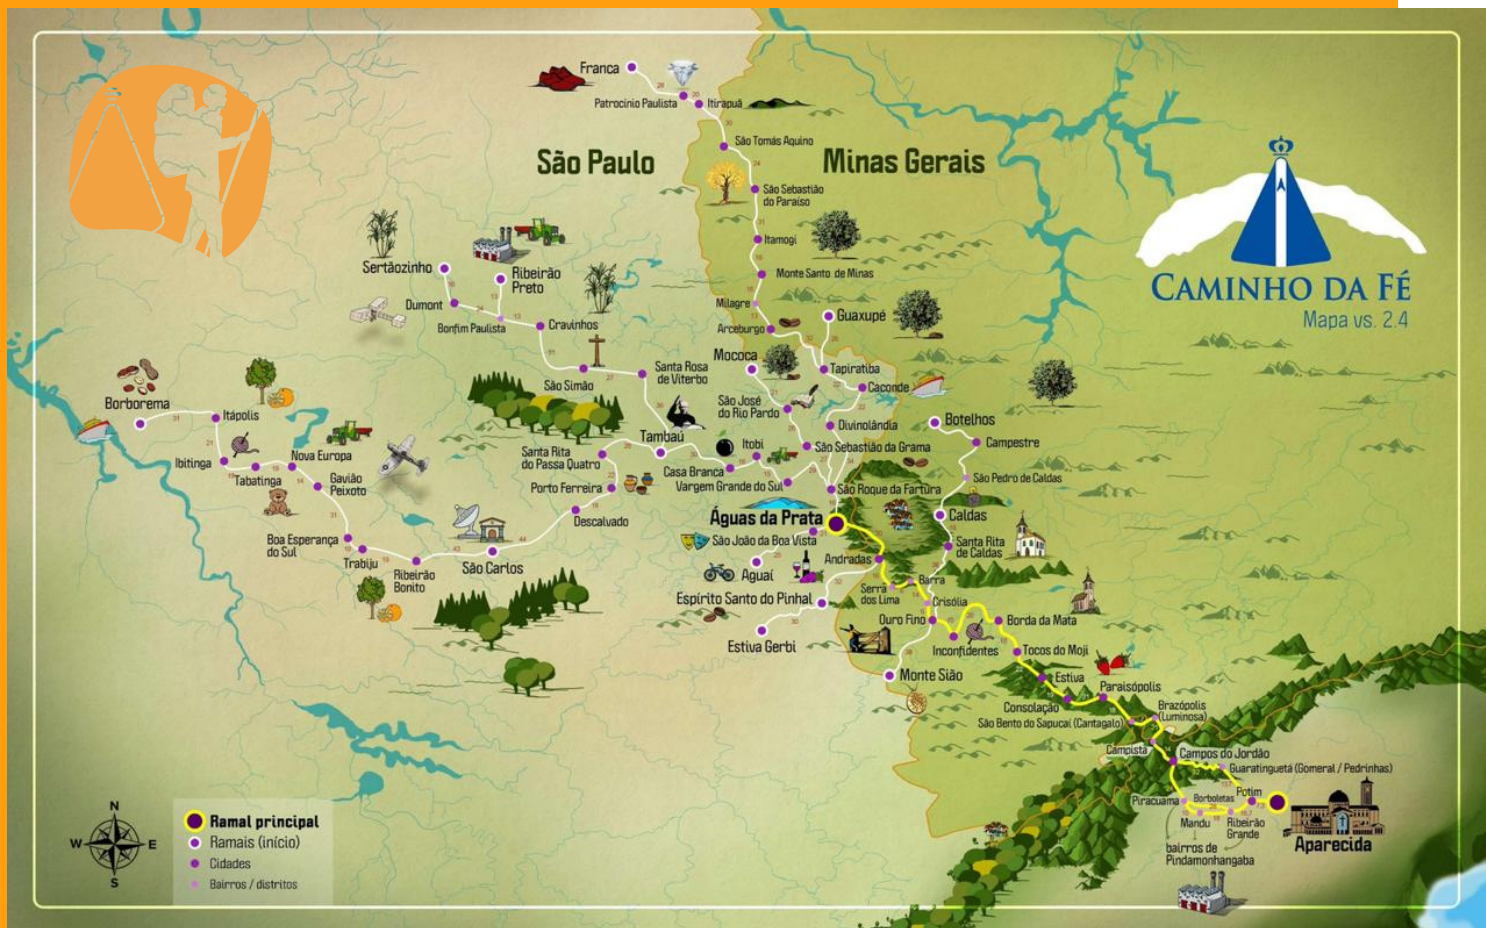 Franca
Patrocínio Paulista
Itirapuã
São Tomás Aquino
São Paulo
Minas Gerais
São Sebastião
do Paraíso
Itamogi
Monte Santo de Minas
Milagre
Arceburgo
Guaxupé
CAMINHO DA FÉ
Mapa vs. 2.4
Sertãozinho
Ribeirão
Preto
Dumont
Bonfim Paulista
Cravinhos
São Simão
Santa Rosa
de Viterbo
Mococa
Tapiratiba
Caconde
São José
do Rio Pardo
Divinolândia
Botelhos
Campestre
São Pedro de Caldas
Borborema
Itápolis
Ibitinga
Tabatinga
Nova Europa
Gavião
Peixoto
Boa Esperança
do Sul
Trabiju
Ribeirão
Bonito
São Carlos
Descalvado
Porto Ferreira
Santa Rita
do Passa Quatro
Tambaú
Casa Branca
Itobi
Vargem Grande do Sul
São Sebastião da Grama
São Roque da Fartura
Águas da Prata
São João da Boa Vista
Aguaí
Espírito Santo do Pinhal
Estiva Gerbi
Caldas
Santa Rita
de Caldas
Andradas
Serra
dos Lima
Barra
Crisólia
Ouro Fino
Inconfidentes
Borda da Mata
Monte Sião
Tocos do Moji
Estiva
Consolação
Paraisópolis
São Bento do Sapucaí (Cantagalo)
Brazópolis
(Luminosa)
Campista
Campos do Jordão
Guaratinguetá (Gomeral / Pedrinhas)
Piracuama
Borboletas
Potim
Mandu
Ribeirão
Grande
Aparecida
bairros de
Pindamonhangaba
N
W
E
S
Ramal principal
Ramais (início)
Cidades
Bairros / distritos